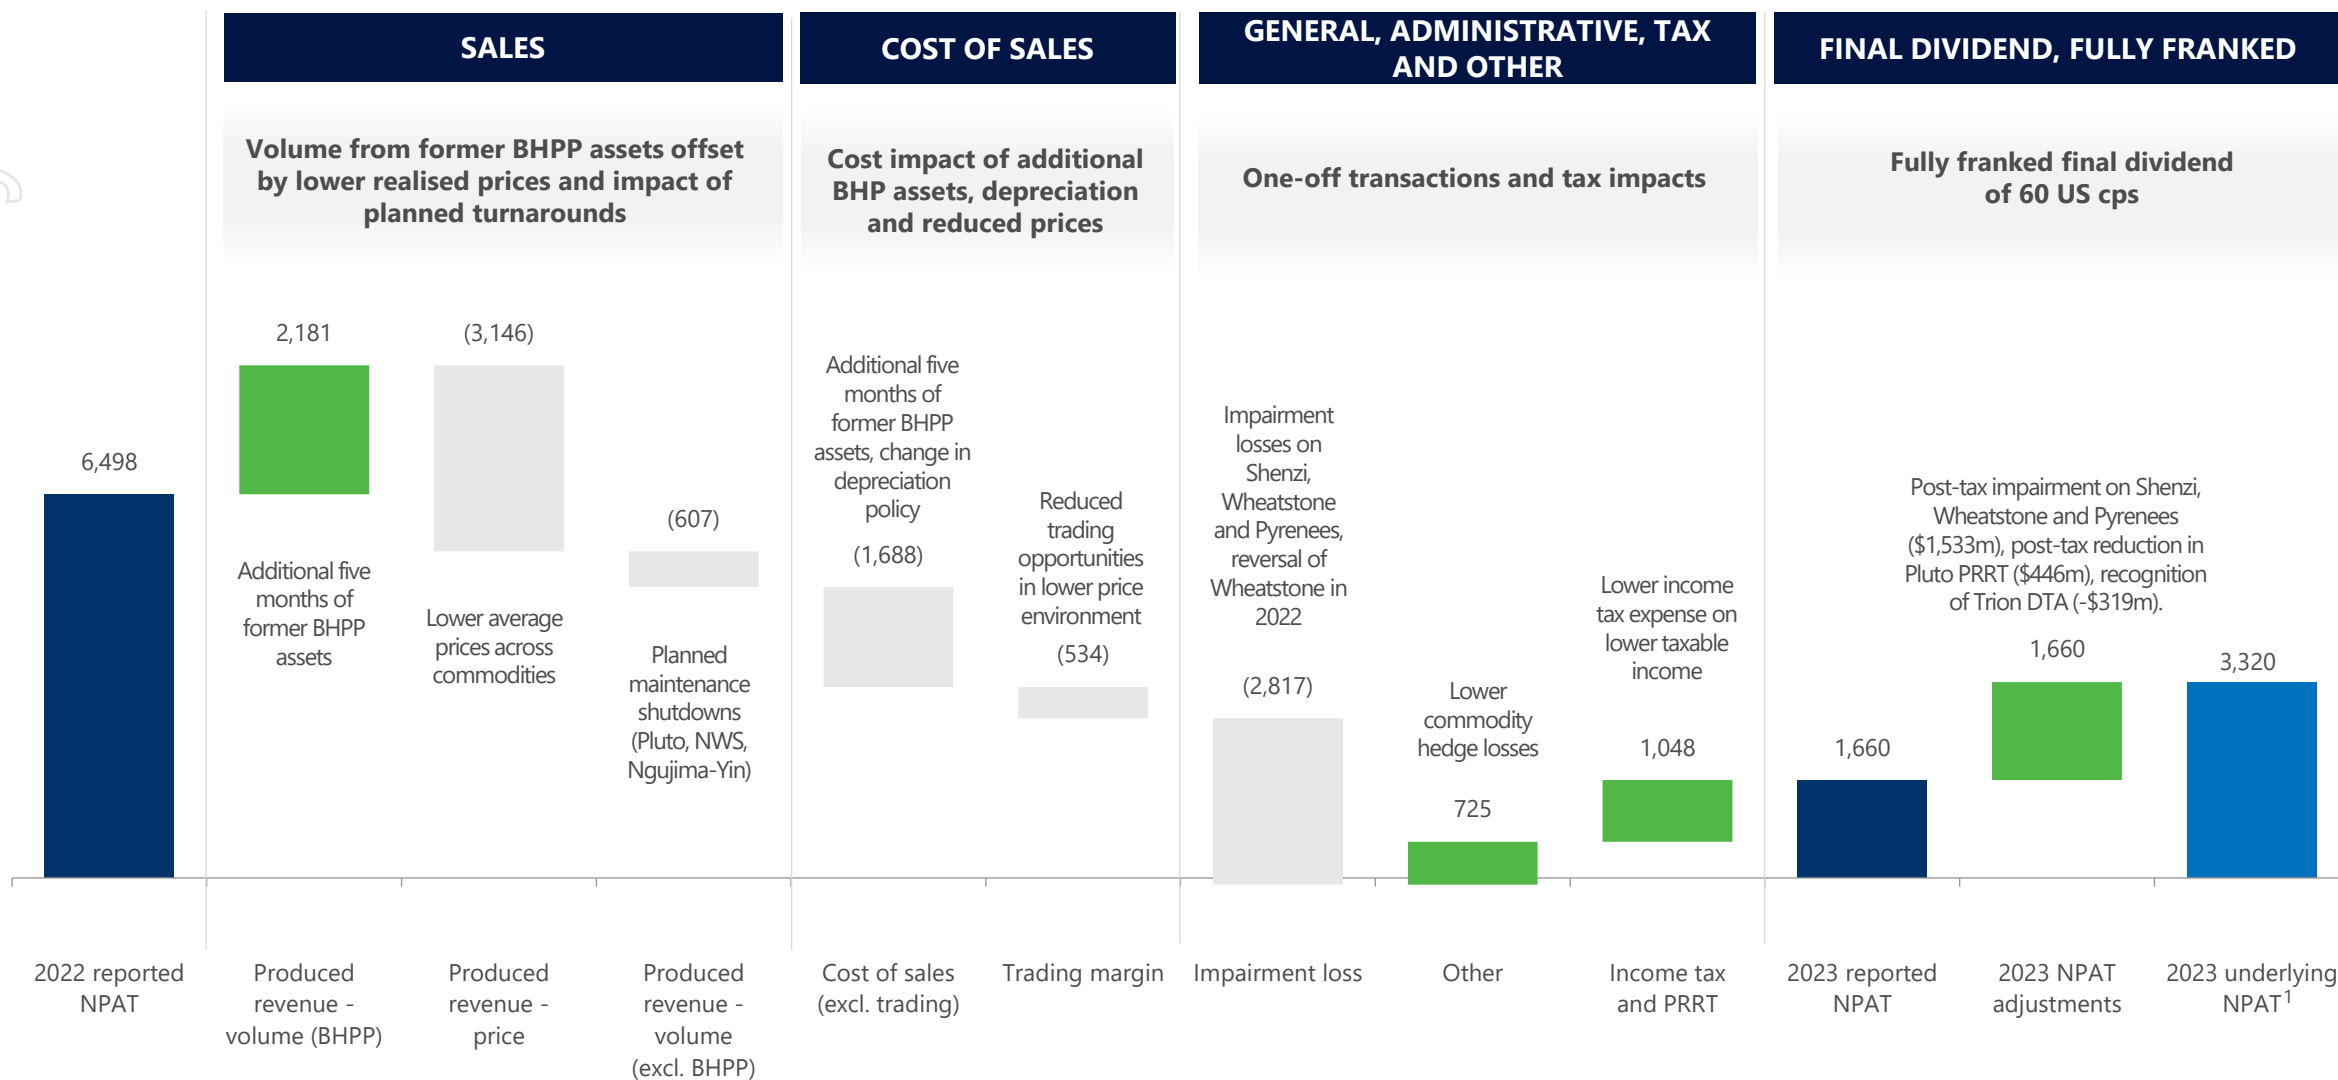 SALES
COST OF SALES
GENERAL, ADMINISTRATIVE, TAX
AND OTHER
FINAL DIVIDEND, FULLY FRANKED
Volume from former BHPP assets offset
by lower realised prices and impact of
planned turnarounds
Cost impact of additional
BHP assets, depreciation
and reduced prices
One-off transactions and tax impacts
Fully franked final dividend
of 60 US cps
6,498
2,181
Additional five
months of
former BHPP
assets
(3,146)
Lower average
prices across
commodities
(607)
Planned
maintenance
shutdowns
(Pluto, NWS,
Ngujima-Yin)
Additional five
months of
former BHPP
assets, change in
depreciation
policy
(1,688)
Reduced
trading
opportunities
in lower price
environment
(534)
Impairment
losses on
Shenzi,
Wheatstone
and Pyrenees,
reversal of
Wheatstone in
2022
(2,817)
Lower
commodity
hedge losses
725
Lower income
tax expense on
lower taxable
income
1,048
1,660
Post-tax impairment on Shenzi,
Wheatstone and Pyrenees
($1,533m), post-tax reduction in
Pluto PRRT ($446m), recognition
of Trion DTA (-$319m).
1,660
3,320
2022 reported
NPAT
Produced
revenue -
volume (BHPP)
Produced
revenue -
price
Produced
revenue -
volume
(excl. BHPP)
Cost of sales
(excl. trading)
Trading margin
Impairment loss
Other
Income tax
and PRRT
2023 reported
NPAT
2023 NPAT
adjustments
2023 underlying
NPAT1